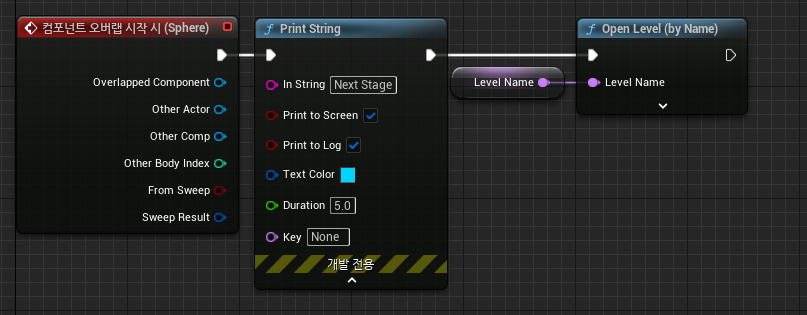 컴포넌트 오버랩 시작 시 (Sphere)
Overlapped Component
Other Actor
Other Comp
Other Body Index
From Sweep
Sweep Result
f Print String
In String Next Stage
Print to Screen
Print to Log
Text Color
Duration 5.0
Key None
개발 전용
Level Name
f Open Level (by Name)
Level Name